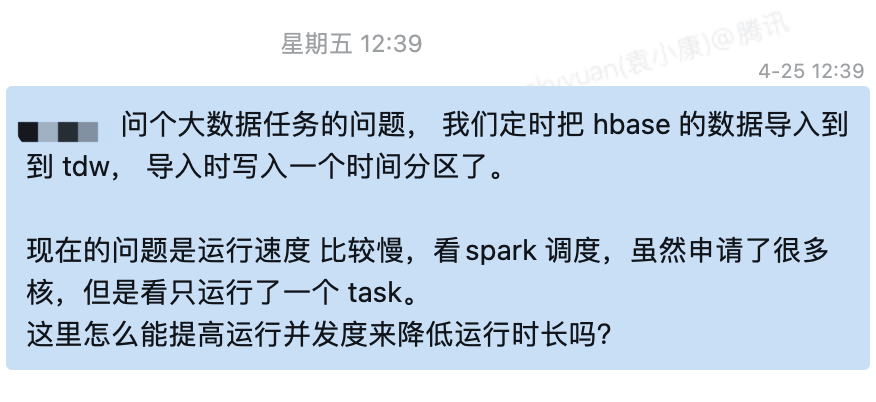 星期五 12:39
yuan(袁小康)@腾讯
4-25 12:39
问个大数据任务的问题， 我们定时把 hbase 的数据导入到
到 tdw， 导入时写入一个时间分区了。
现在的问题是运行速度 比较慢，看spark 调度，虽然申请了很多
核，但是看只运行了一个 task。
这里怎么能提高运行并发度来降低运行时长吗？